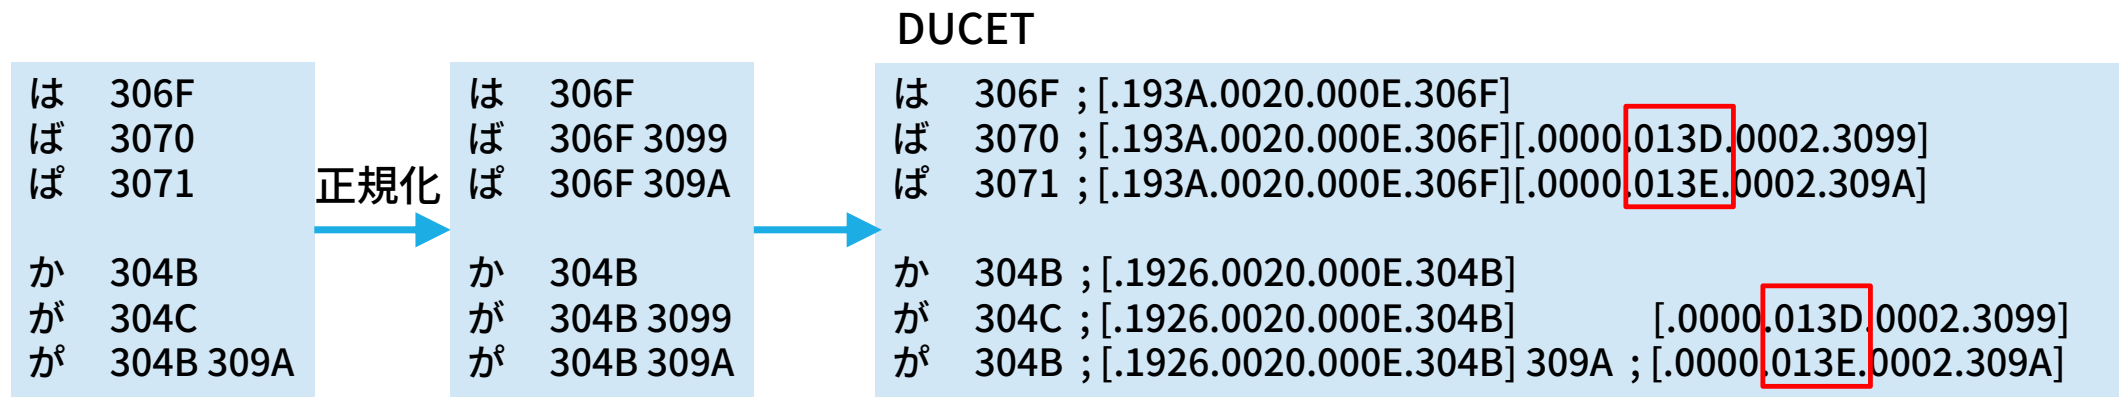 DUCET
は 306F
ば 3070
ぱ 3071
か 304B
が 304C
か゚ 304B 309A
正規化
は 306F
ば 306F 3099
ぱ 306F 309A
か 304B
が 304B 3099
か゚ 304B 309A
は 306F ; [.193A.0020.000E.306F]
ば 3070 ; [.193A.0020.000E.306F][.0000.013D.0002.3099]
ぱ 3071 ; [.193A.0020.000E.306F][.0000.013E.0002.309A]
か 304B ; [.1926.0020.000E.304B]
が 304C ; [.1926.0020.000E.304B] [.0000.013D.0002.3099]
か゚ 304B ; [.1926.0020.000E.304B] 309A ; [.0000.013E.0002.309A]